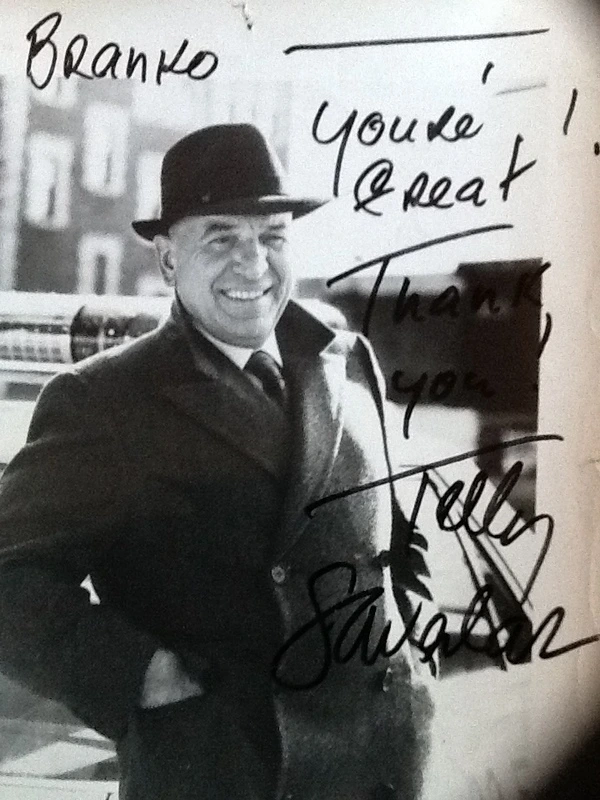 Branko
you're'!
Great
Thank
you!
Telly
Savalas